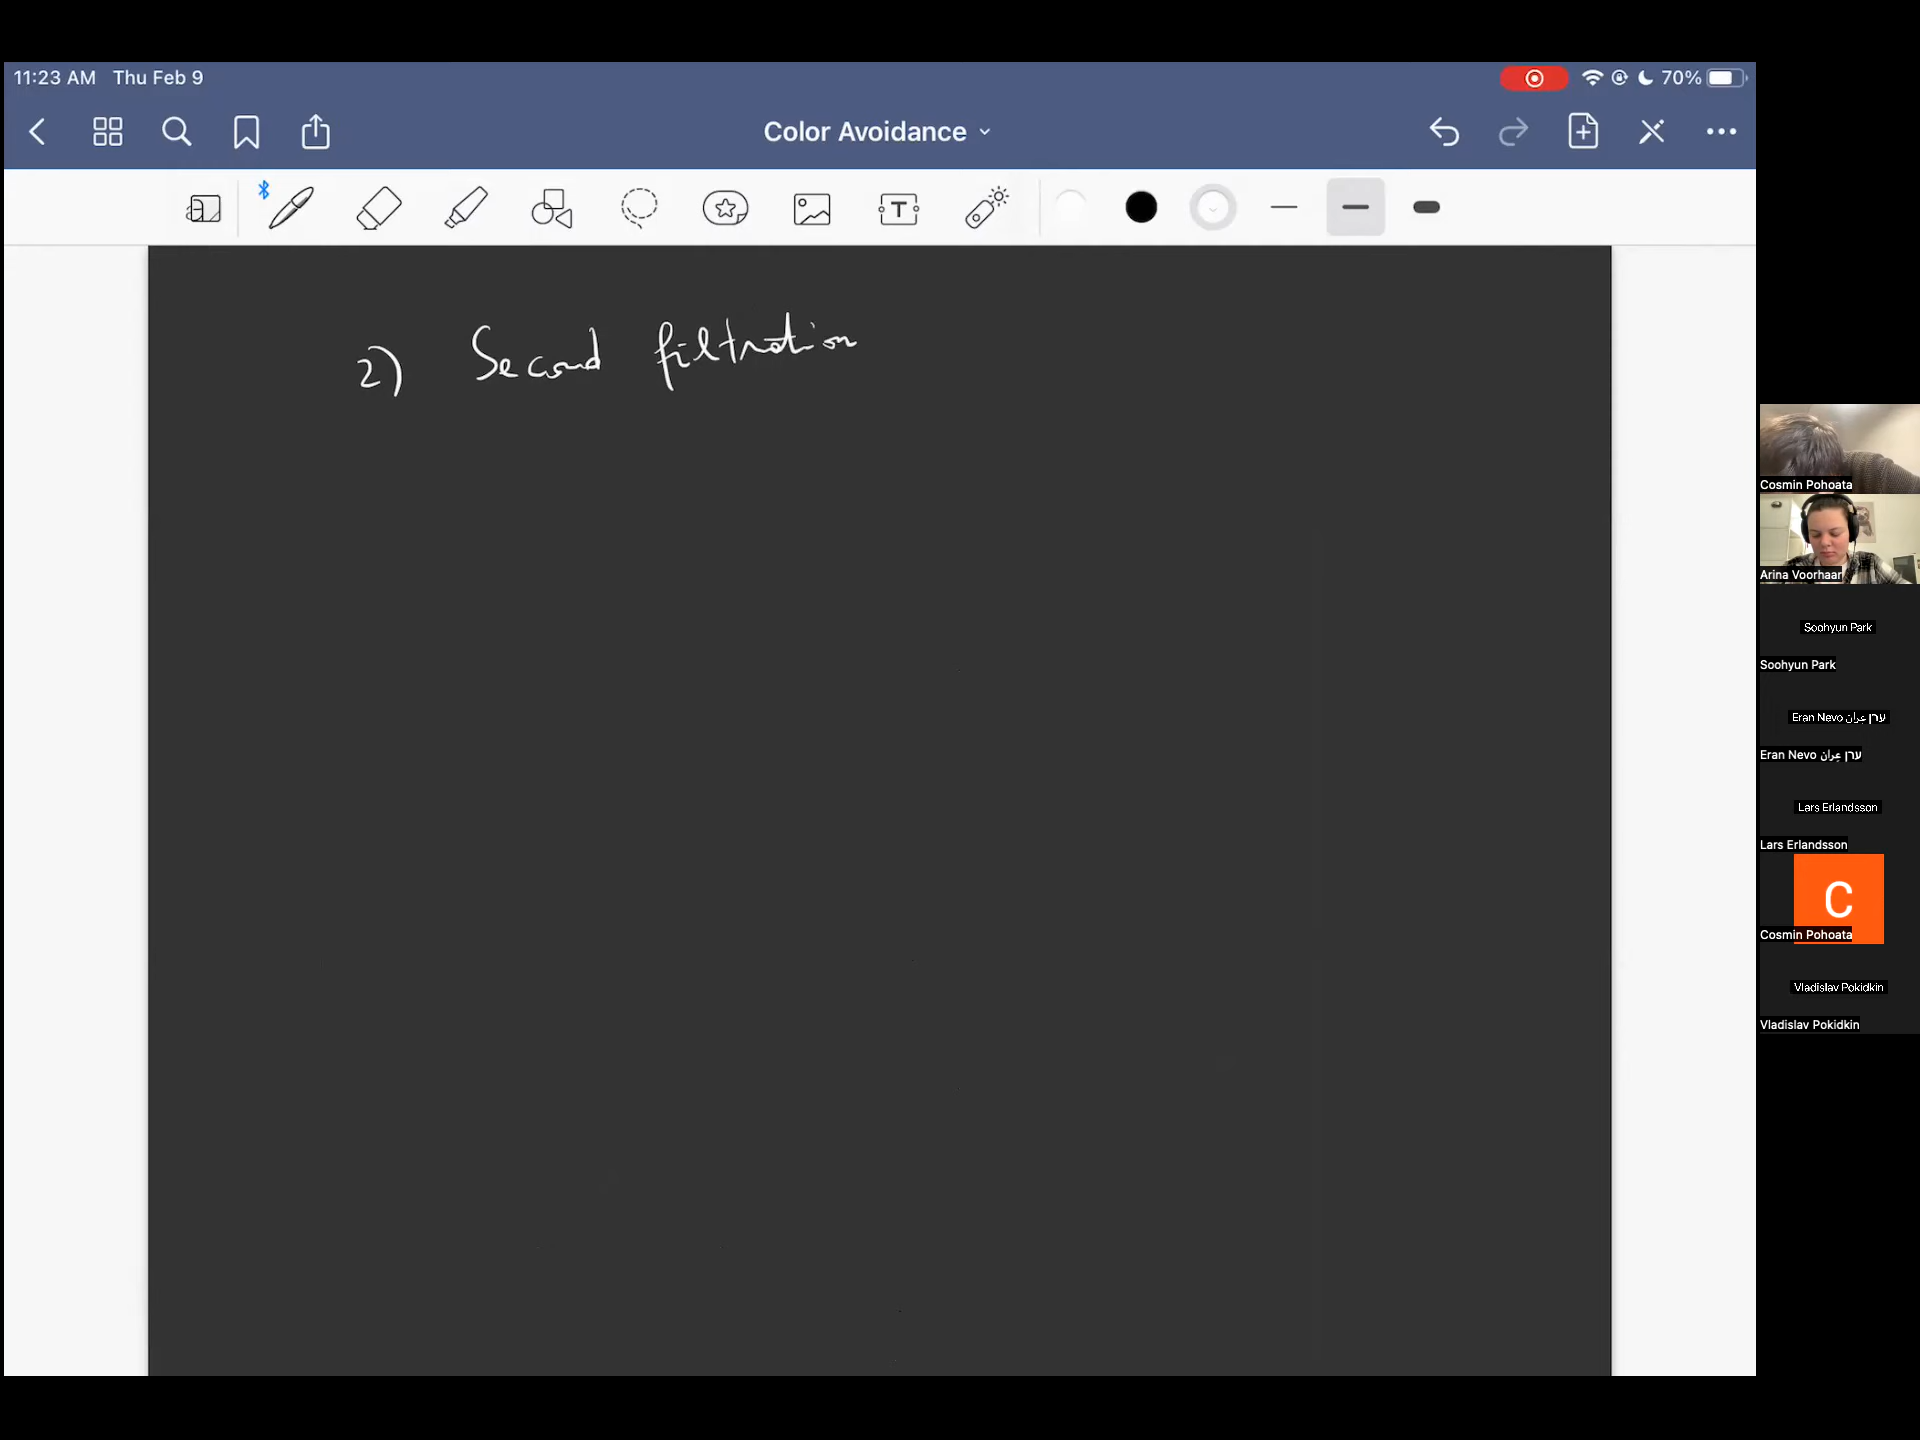 11:23 AM Thu Feb 9
70%
Color Avoidance
T
2) Second filtration
Cosmin Pohoata
Arina Voorhaar
Soohyun Park
Soohyun Park
Eran Nevo ערן عران
Eran Nevo ערן عران
Lars Erlandsson
Lars Erlandsson
C
Cosmin Pohoata
Vladislav Pokidkin
Vladislav Pokidkin